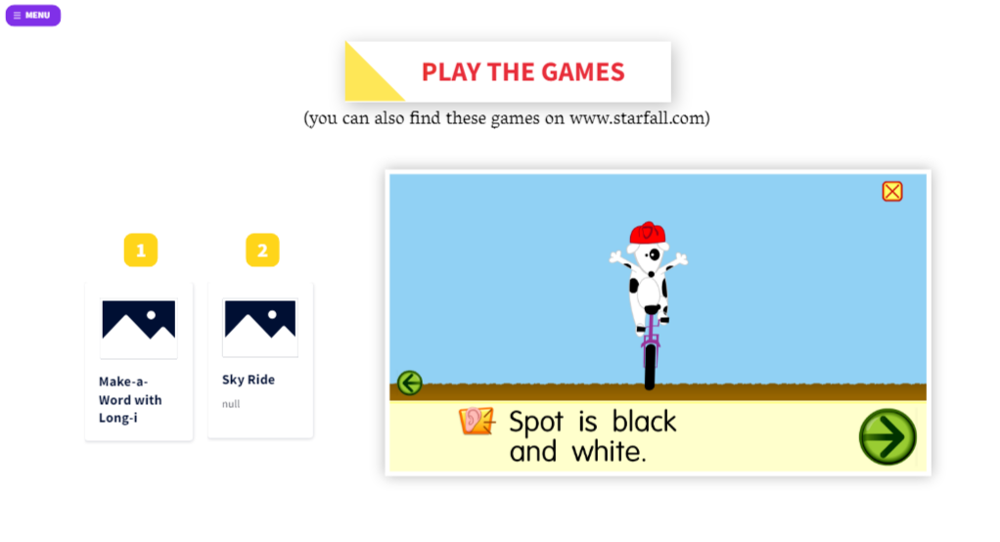 ☰ MENU
PLAY THE GAMES
(you can also find these games on www.starfall.com)
1
2
Make-a-
Word with
Long-i
Sky Ride
null
Spot is black
and white.